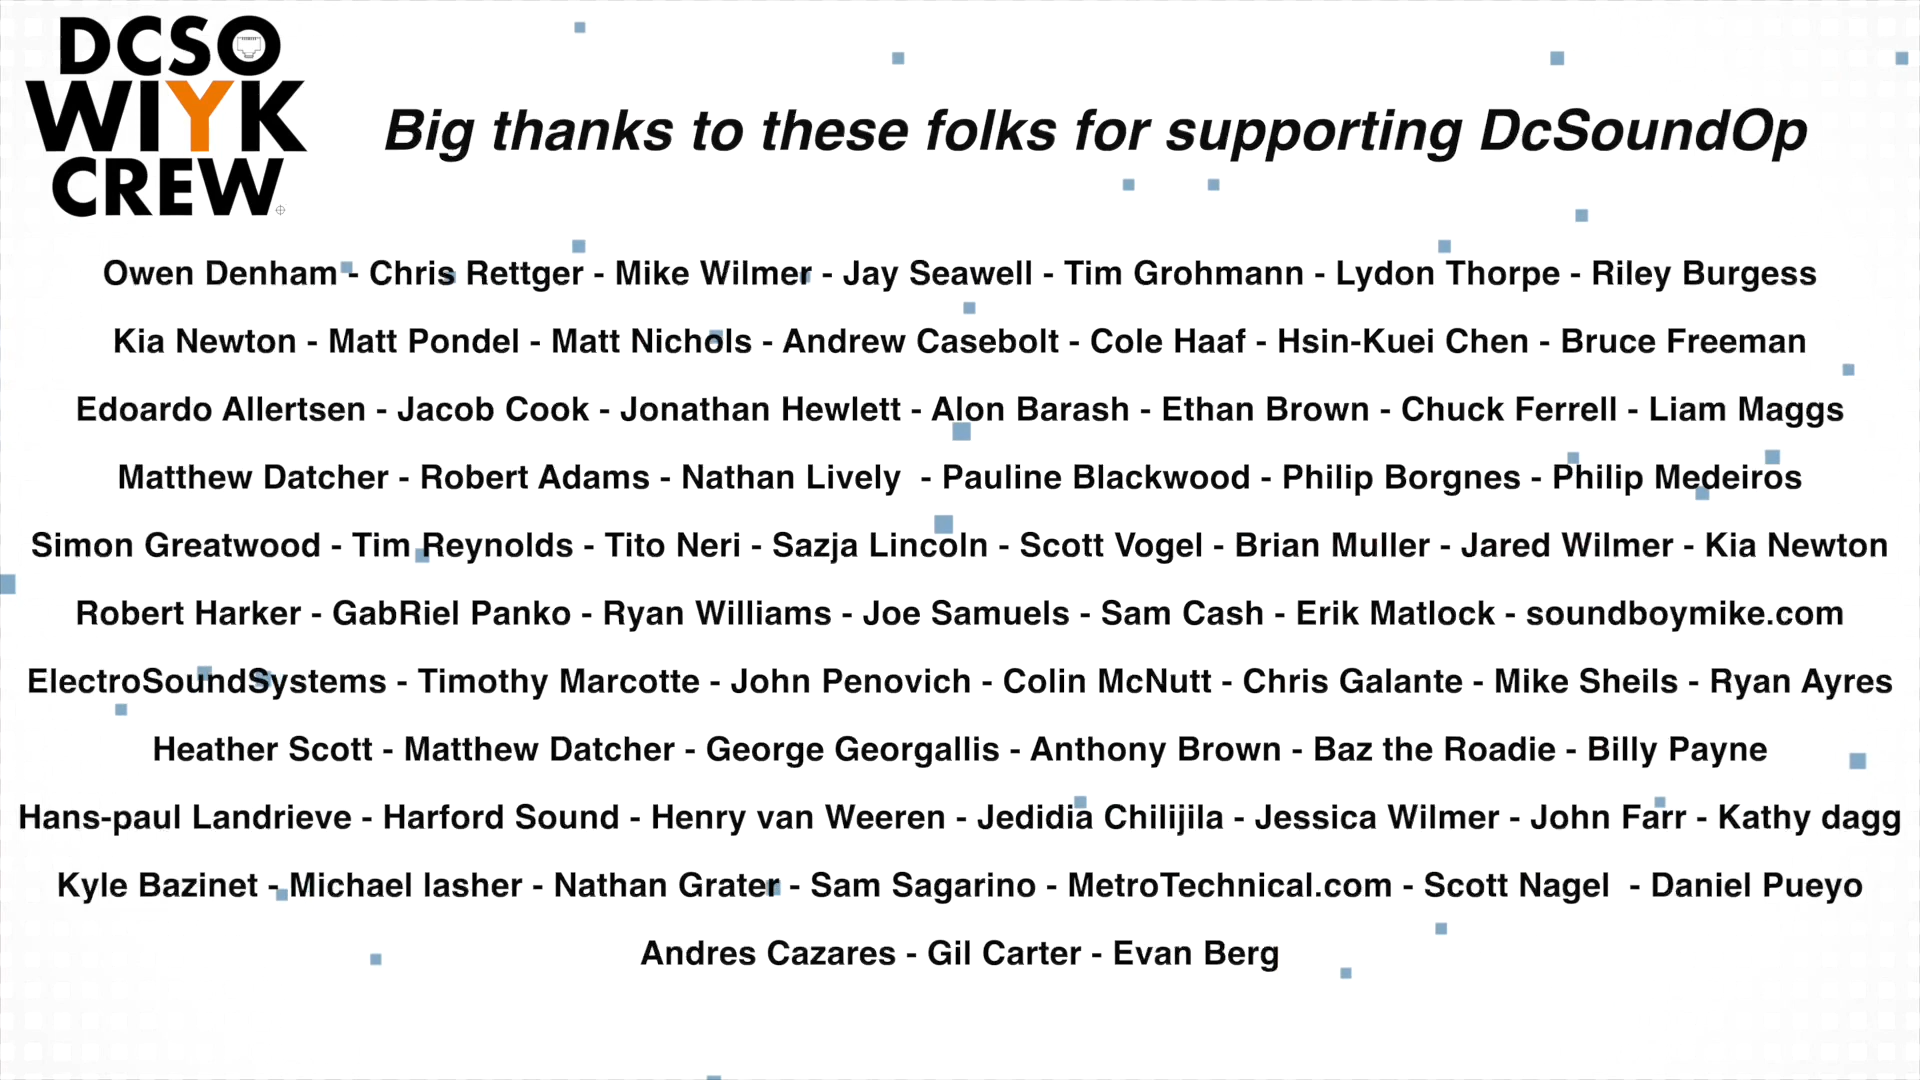 DCSO
WIYK
CREW
Big thanks to these folks for supporting DcSoundOp
Owen Denham - Chris Rettger - Mike Wilmer - Jay Seawell - Tim Grohmann - Lydon Thorpe - Riley Burgess
Kia Newton - Matt Pondel - Matt Nichols - Andrew Casebolt - Cole Haaf - Hsin-Kuei Chen - Bruce Freeman
Edoardo Allertsen - Jacob Cook - Jonathan Hewlett - Alon Barash - Ethan Brown - Chuck Ferrell - Liam Maggs
Matthew Datcher - Robert Adams - Nathan Lively - Pauline Blackwood - Philip Borgnes - Philip Medeiros
Simon Greatwood - Tim Reynolds - Tito Neri - Sazja Lincoln - Scott Vogel - Brian Muller - Jared Wilmer - Kia Newton
Robert Harker - GabRiel Panko - Ryan Williams - Joe Samuels - Sam Cash - Erik Matlock - soundboymike.com
ElectroSoundSystems - Timothy Marcotte - John Penovich - Colin McNutt - Chris Galante - Mike Sheils - Ryan Ayres
Heather Scott - Matthew Datcher - George Georgallis - Anthony Brown - Baz the Roadie - Billy Payne
Hans-paul Landrieve - Harford Sound - Henry van Weeren - Jedidia Chilijila - Jessica Wilmer - John Farr - Kathy dagg
Kyle Bazinet - Michael lasher - Nathan Grater - Sam Sagarino - MetroTechnical.com - Scott Nagel - Daniel Pueyo
Andres Cazares - Gil Carter - Evan Berg